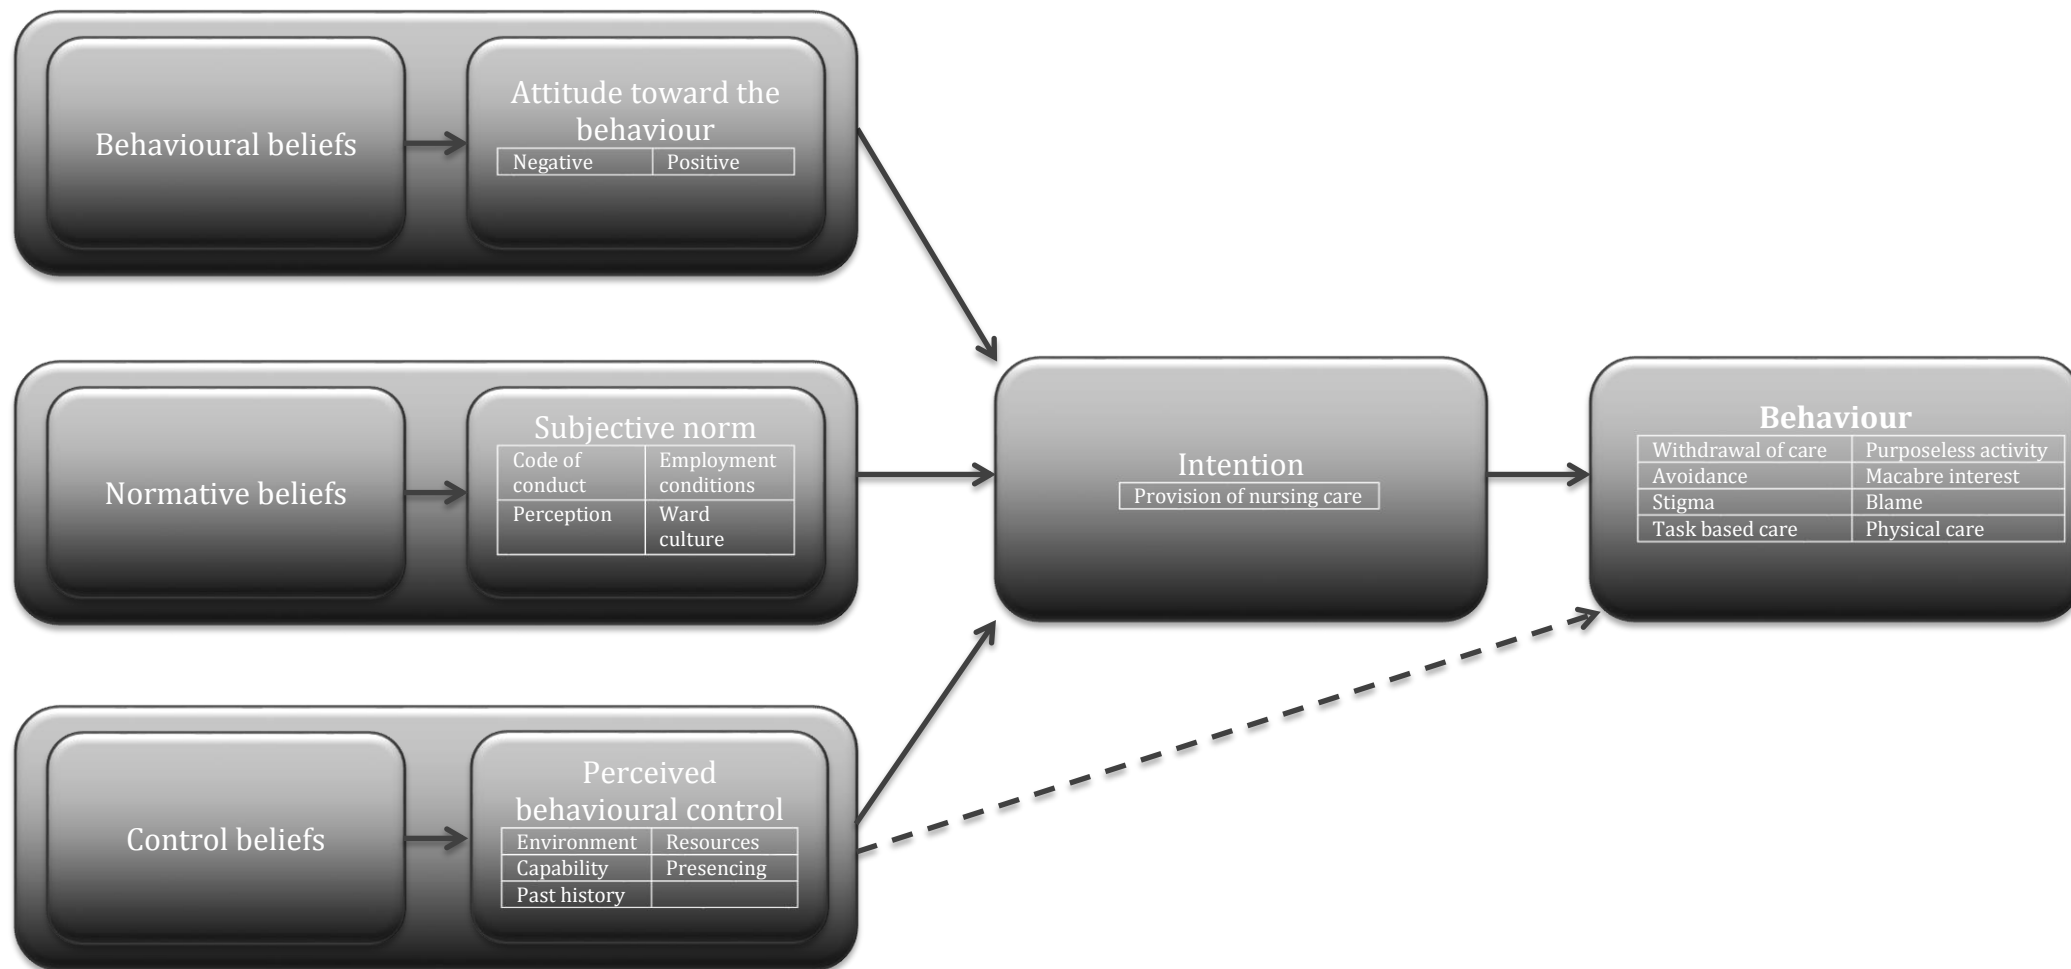 Behavioural beliefs
Attitude toward the
behaviour
Negative Positive
Normative beliefs
Subjective norm
Code of
conduct
Employment
conditions
Perception
Ward
culture
Control beliefs
Perceived
behavioural control
Environment Resources
Capability Presencing
Past history
Intention
Provision of nursing care
Behaviour
Withdrawal of care Purposeless activity
Avoidance Macabre interest
Stigma Blame
Task based care Physical care